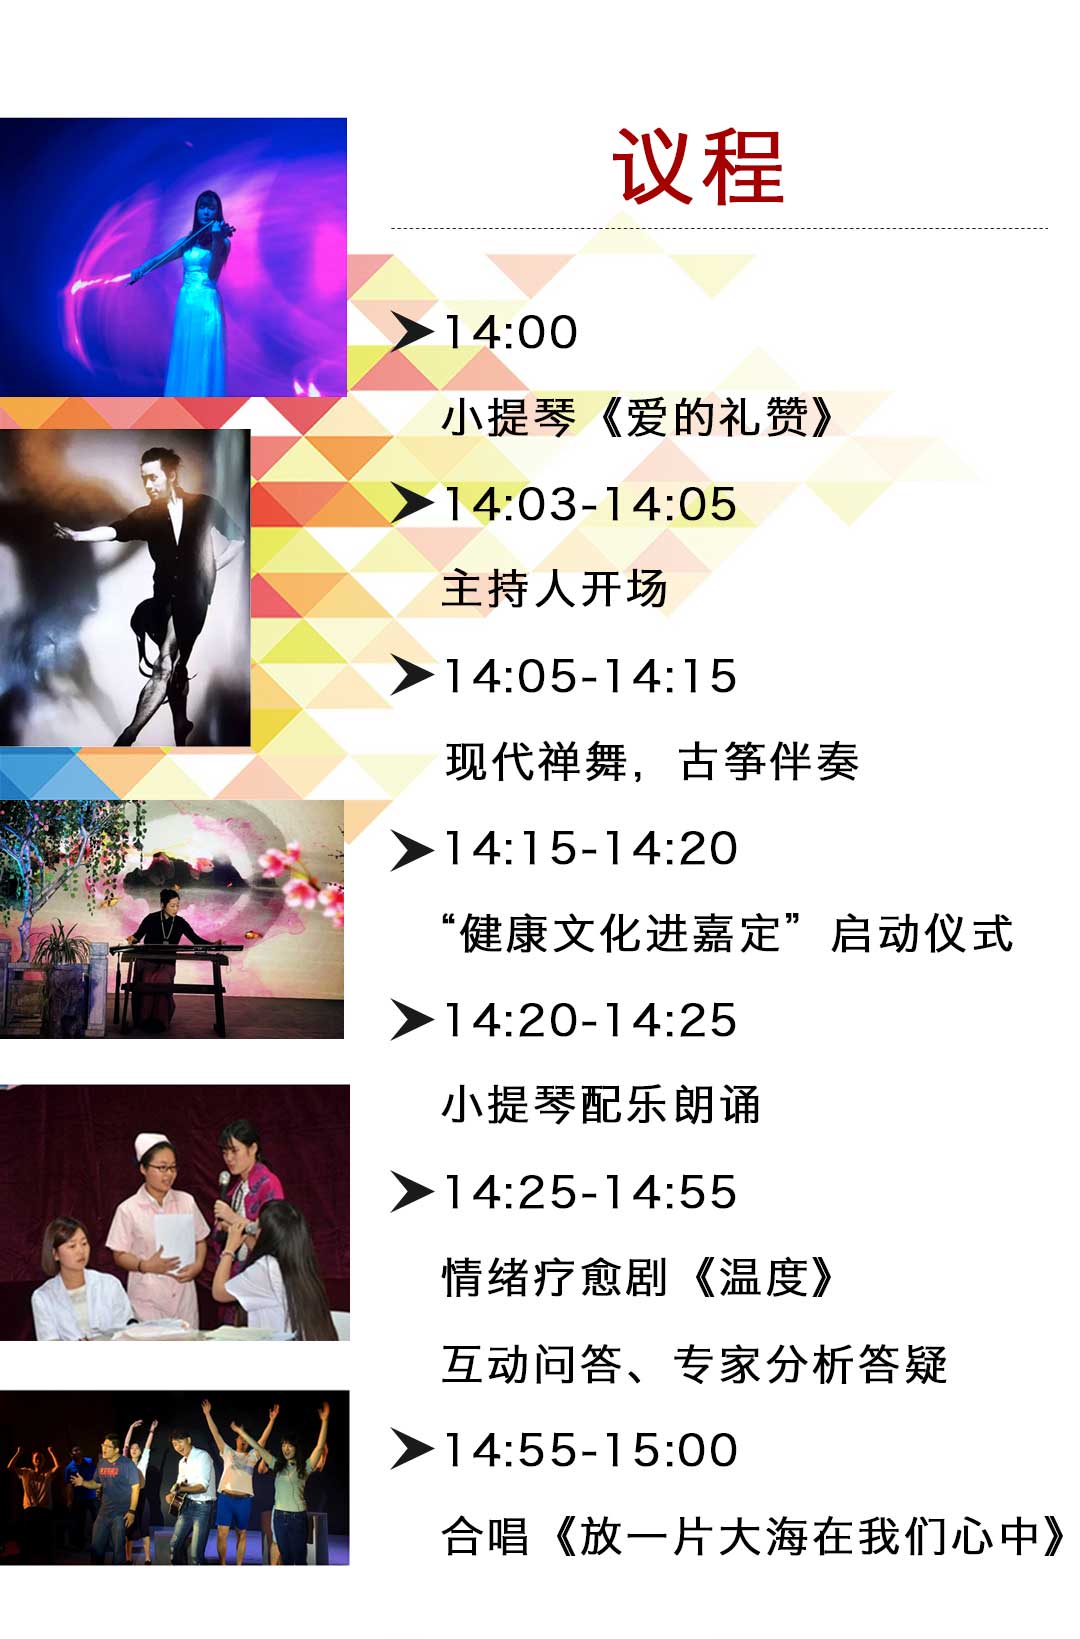 议程
14:00
小提琴《爱的礼赞》
14:03-14:05
主持人开场
14:05-14:15
现代禅舞，古筝伴奏
14:15-14:20
“健康文化进嘉定”启动仪式
14:20-14:25
小提琴配乐朗诵
14:25-14:55
情绪疗愈剧《温度》
互动问答、专家分析答疑
14:55-15:00
合唱《放一片大海在我们心中》